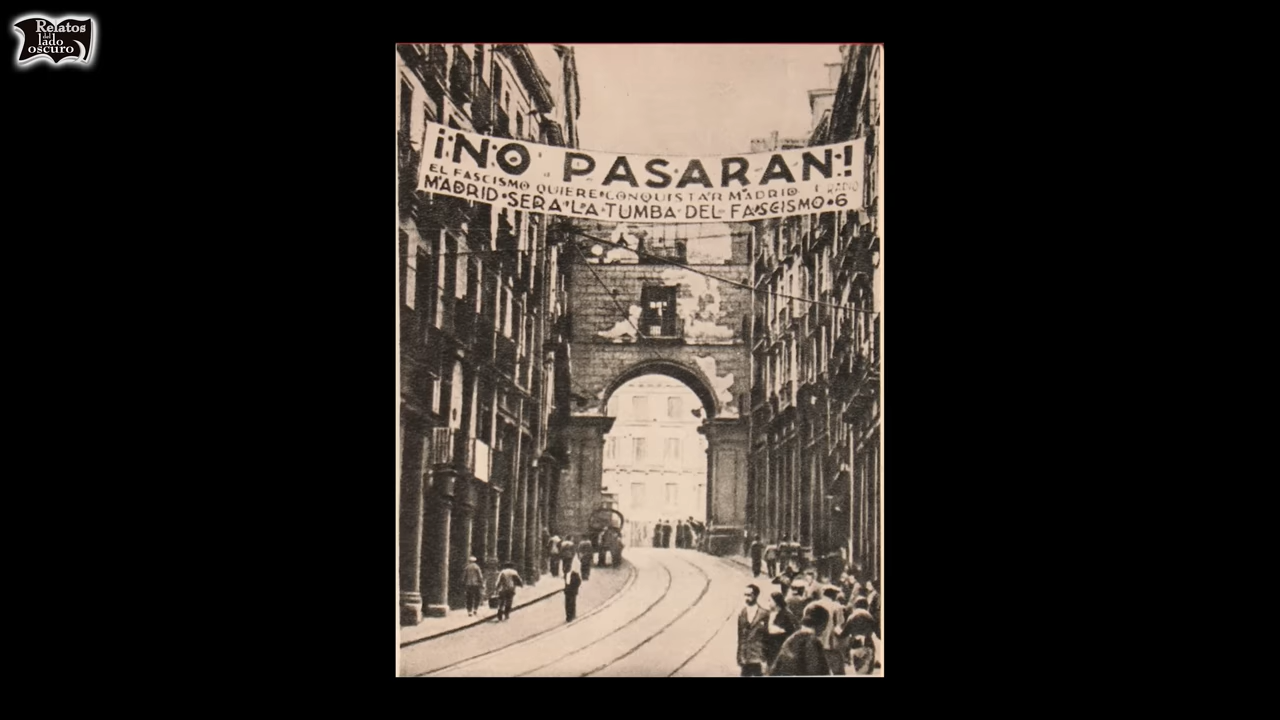 Relatos
del
lado
oscuro
¡NO PASARAN!
EL FASCISMO QUIERE CONQUISTAR MADRID
MADRID SERA LA TUMBA DEL FASCISMO